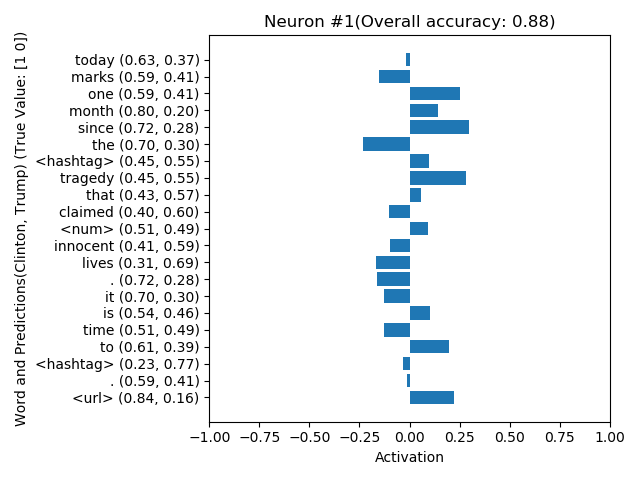 Neuron #1(Overall accuracy: 0.88)
Word and Predictions(Clinton, Trump) (True Value: [1 0])
today (0.63, 0.37)
marks (0.59, 0.41)
one (0.59, 0.41)
month (0.80, 0.20)
since (0.72, 0.28)
the (0.70, 0.30)
<hashtag> (0.45, 0.55)
tragedy (0.45, 0.55)
that (0.43, 0.57)
claimed (0.40, 0.60)
<num> (0.51, 0.49)
innocent (0.41, 0.59)
lives (0.31, 0.69)
. (0.72, 0.28)
it (0.70, 0.30)
is (0.54, 0.46)
time (0.51, 0.49)
to (0.61, 0.39)
<hashtag> (0.23, 0.77)
. (0.59, 0.41)
<url> (0.84, 0.16)
−1.00 −0.75 −0.50 −0.25 0.00 0.25 0.50 0.75 1.00
Activation